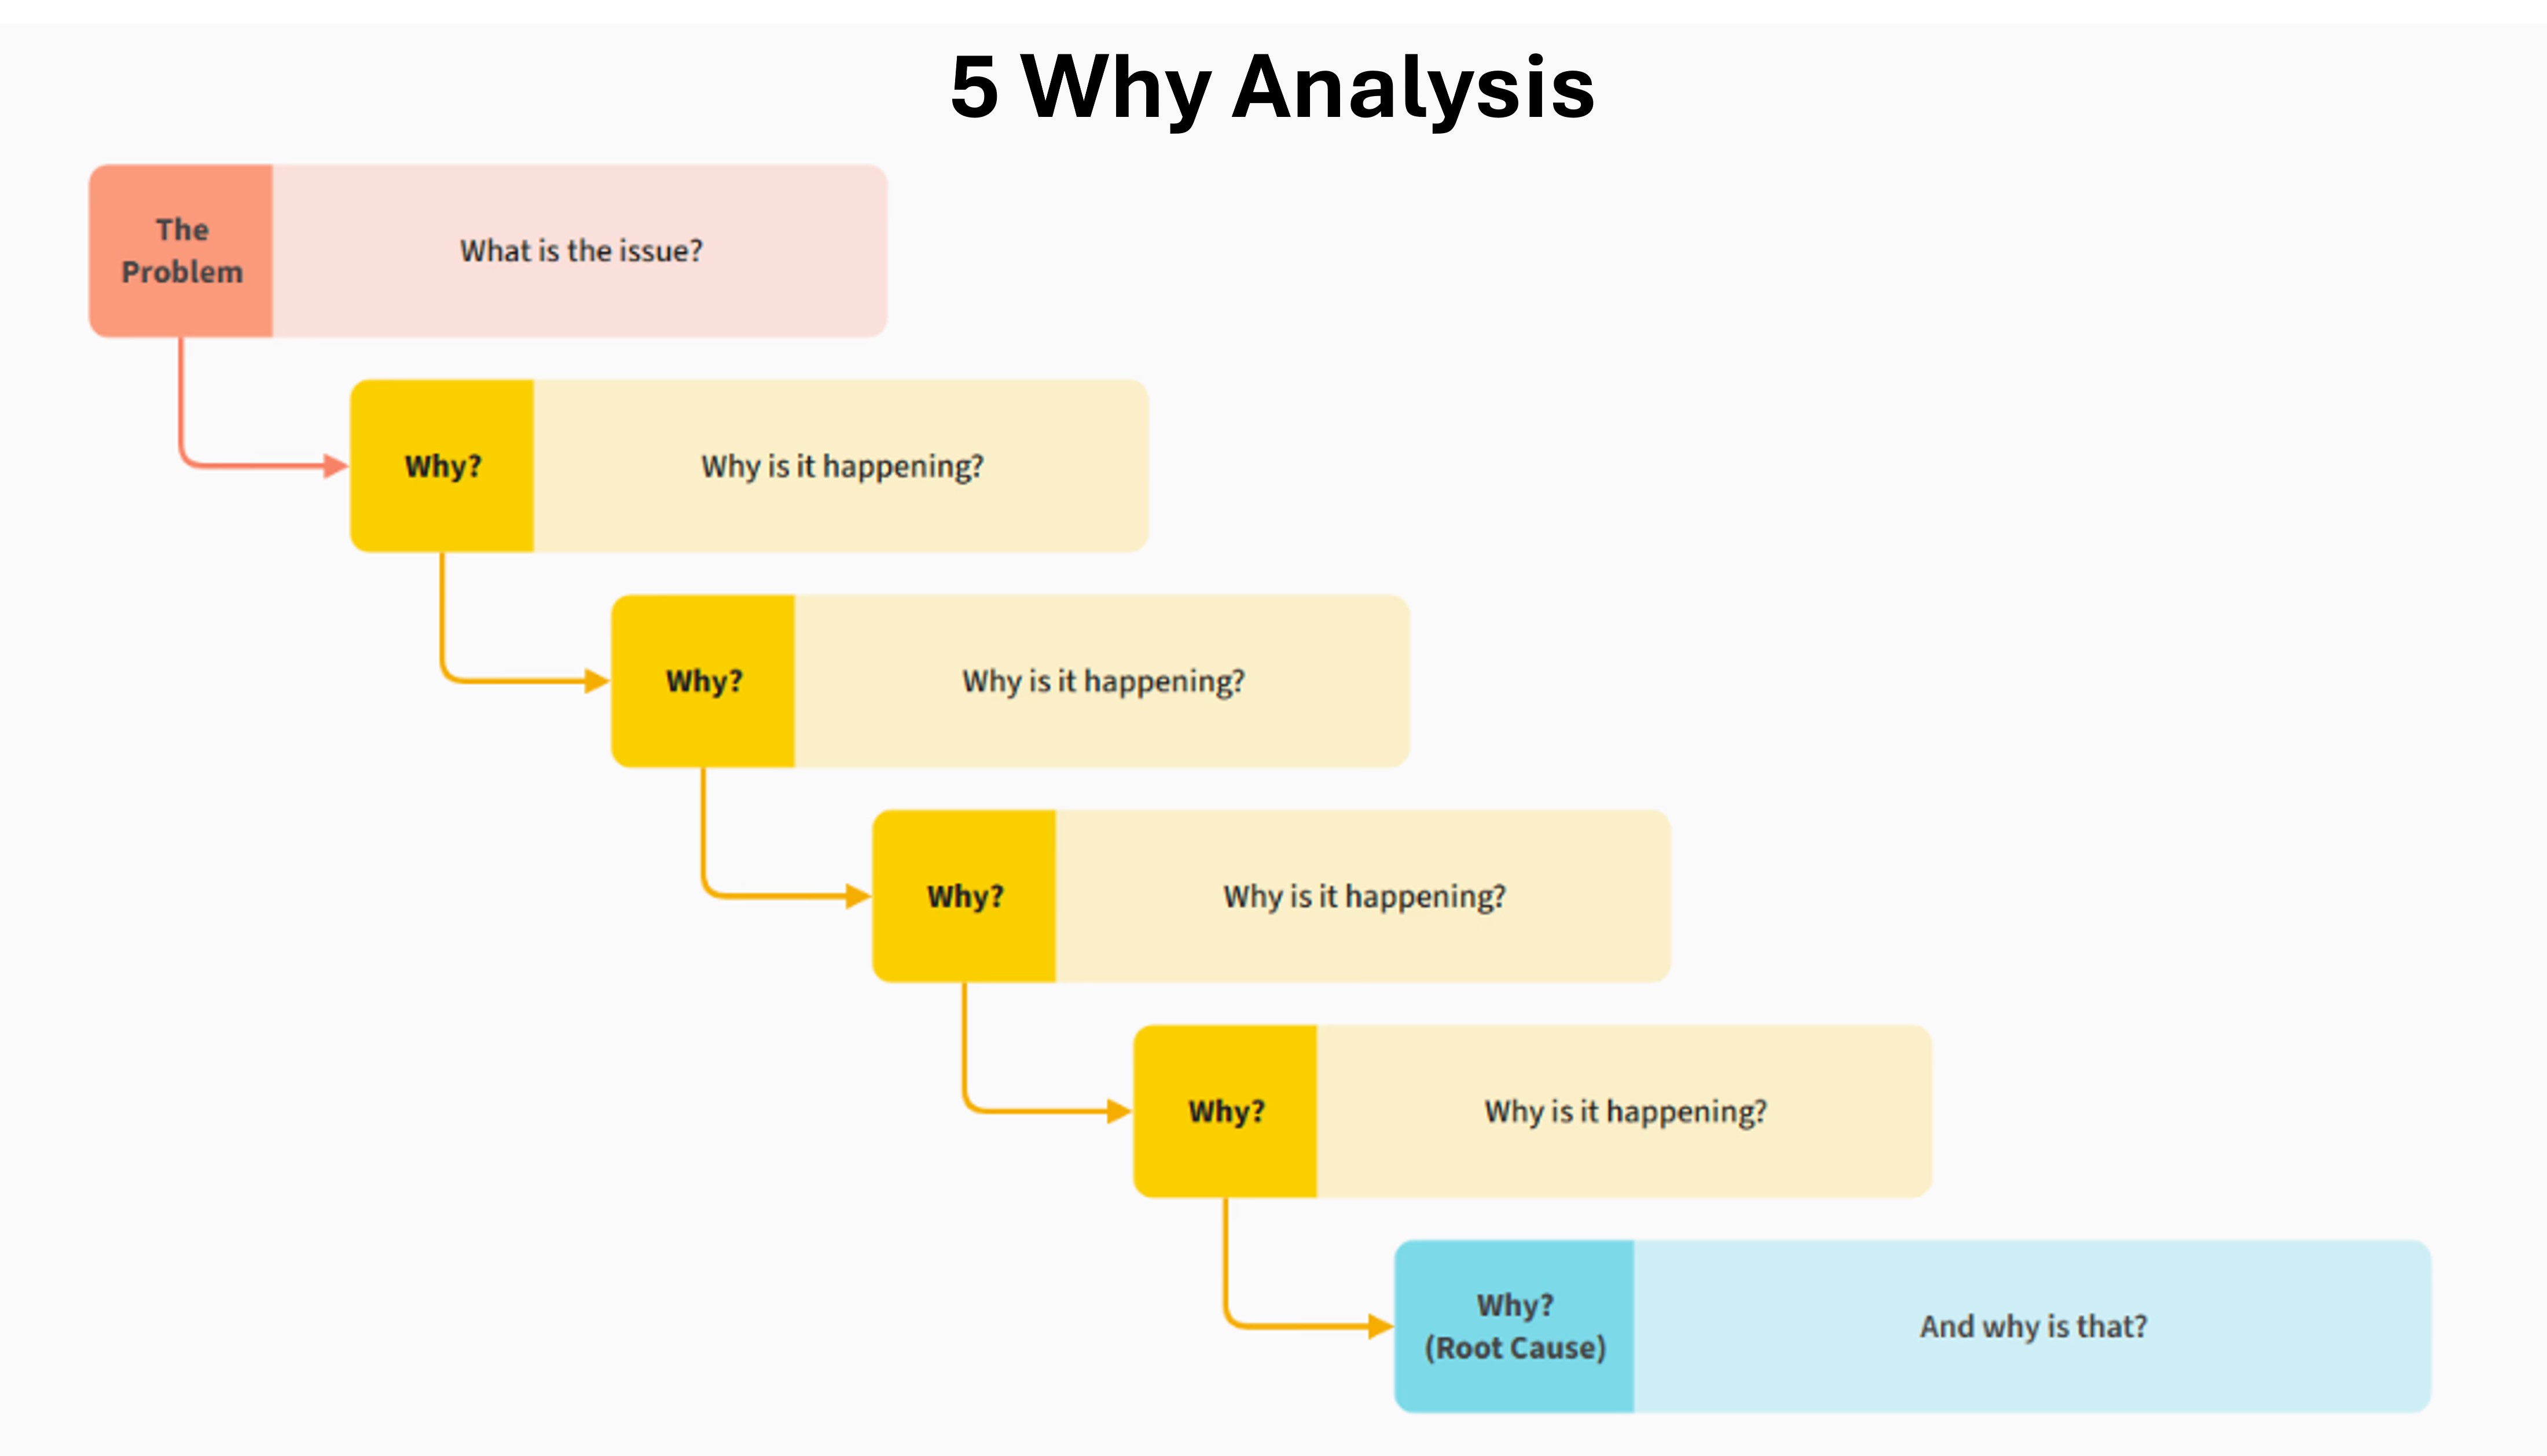 5 Why Analysis
The
Problem
What is the issue?
Why?
Why is it happening?
Why?
Why is it happening?
Why?
Why is it happening?
Why?
Why is it happening?
Why?
(Root Cause)
And why is that?